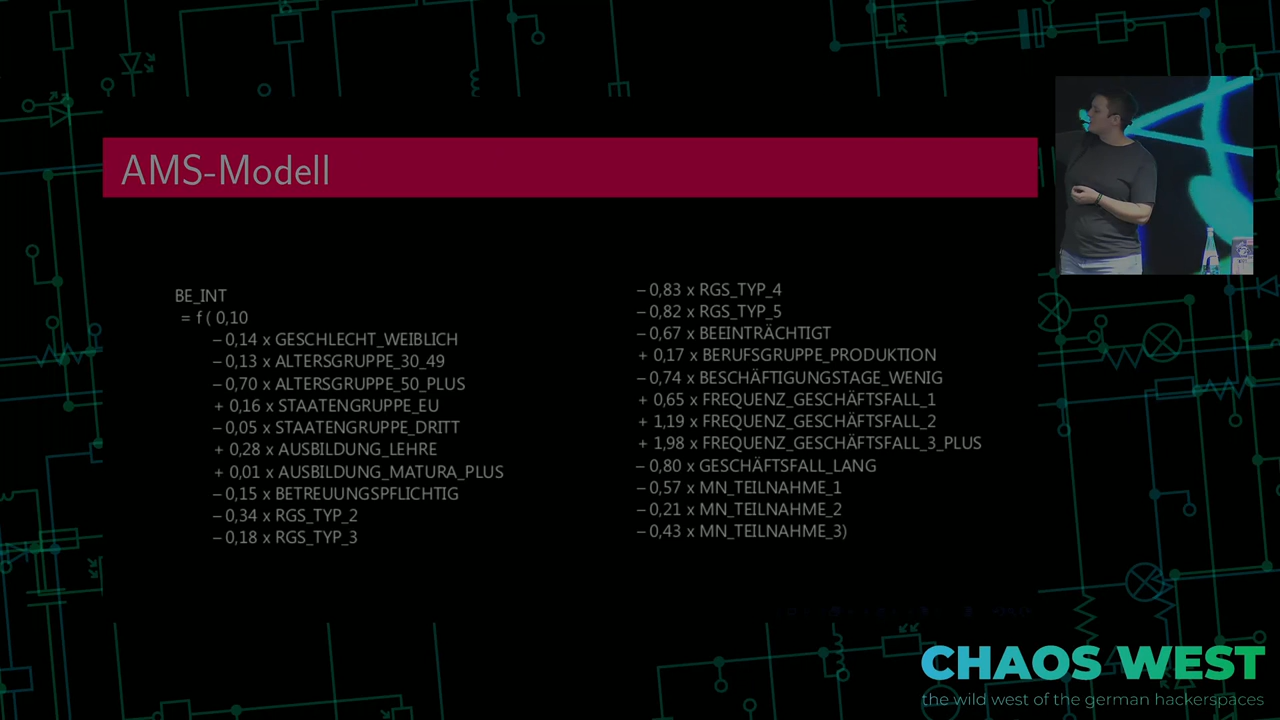 AMS-Modell
BE_INT
= f ( 0,10
– 0,14 x GESCHLECHT_WEIBLICH
– 0,13 x ALTERSGRUPPE_30_49
– 0,70 x ALTERSGRUPPE_50_PLUS
+ 0,16 x STAATENGRUPPE_EU
– 0,05 x STAATENGRUPPE_DRITT
+ 0,28 x AUSBILDUNG_LEHRE
+ 0,01 x AUSBILDUNG_MATURA_PLUS
– 0,15 x BETREUUNGSPFLICHTIG
– 0,34 x RGS_TYP_2
– 0,18 x RGS_TYP_3
– 0,83 x RGS_TYP_4
– 0,82 x RGS_TYP_5
– 0,67 x BEEINTRÄCHTIGT
+ 0,17 x BERUFSGRUPPE_PRODUKTION
– 0,74 x BESCHÄFTIGUNGSTAGE_WENIG
+ 0,65 x FREQUENZ_GESCHÄFTSFALL_1
+ 1,19 x FREQUENZ_GESCHÄFTSFALL_2
+ 1,98 x FREQUENZ_GESCHÄFTSFALL_3_PLUS
– 0,80 x GESCHÄFTSFALL_LANG
– 0,57 x MN_TEILNAHME_1
– 0,21 x MN_TEILNAHME_2
– 0,43 x MN_TEILNAHME_3)
CHAOS WEST
the wild west of the german hackerspaces